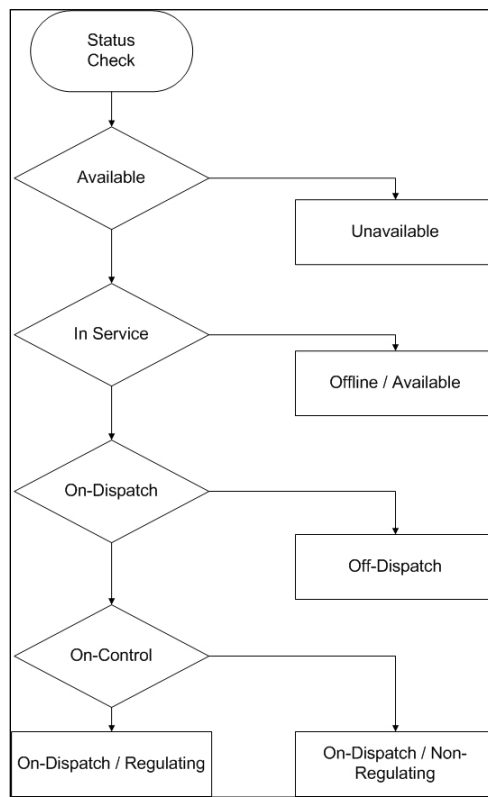 Status
Check
Available
Unavailable
In Service
Offline / Available
On-Dispatch
Off-Dispatch
On-Control
On-Dispatch / Regulating
On-Dispatch / Non-
Regulating